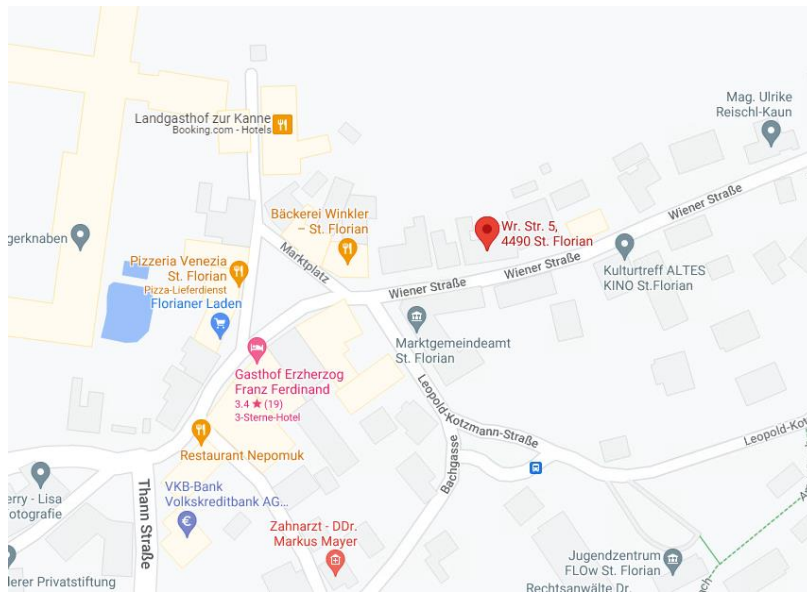 Mag. Ulrike
Reischl-Kaun
Landgasthof zur Kanne
Booking.com - Hotels
Wiener Straße
Bäckerei Winkler
– St. Florian
Wr. Str. 5,
4490 St. Florian
gerknaben
Marktplatz
Pizzeria Venezia
St. Florian
Pizza-Lieferdienst
Wiener Straße
Kulturtreff ALTES
KINO St.Florian
Florianer Laden
Wiener Straße
Marktgemeindeamt
St. Florian
Gasthof Erzherzog
Franz Ferdinand
3.4 ★ (19)
3-Sterne-Hotel
Leopold-Kotzmann-Straße
Leopold-Kot
Restaurant Nepomuk
Bachgasse
Thann Straße
VKB-Bank
Volkskreditbank AG...
€
erry - Lisa
otografie
Zahnarzt - DDr.
Markus Mayer
Jugendzentrum
FLOw St. Florian
Rechtsanwälte Dr.
lerer Privatstiftung